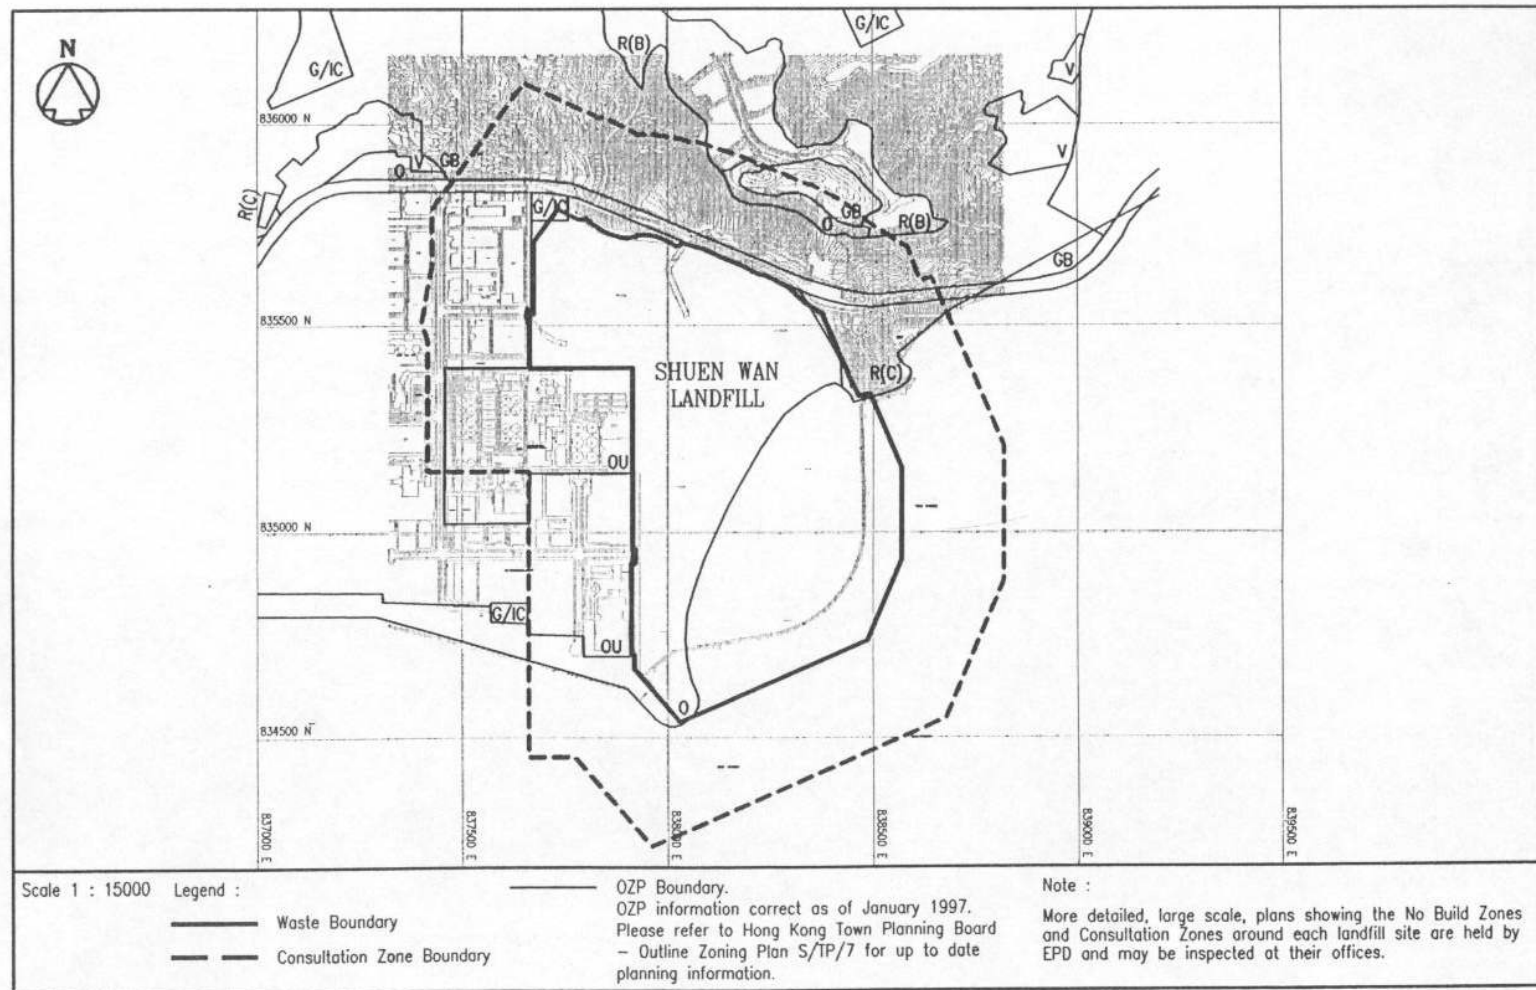 N
G/IC
R(B)
G/IC
V
836000 N
V
GB
O
V
R(C)
G/IC
GB
O
R(B)
GB
835500 N
SHUEN WAN
LANDFILL
R(C)
OU
835000 N
G/IC
OU
O
834500 N
837000 E
837500 E
838000 E
838500 E
839000 E
839500 E
Scale 1 : 15000 Legend :
Waste Boundary
Consultation Zone Boundary
OZP Boundary.
OZP information correct as of January 1997.
Please refer to Hong Kong Town Planning Board
– Outline Zoning Plan S/TP/7 for up to date
planning information.
Note :
More detailed, large scale, plans showing the No Build Zones
and Consultation Zones around each landfill site are held by
EPD and may be inspected at their offices.